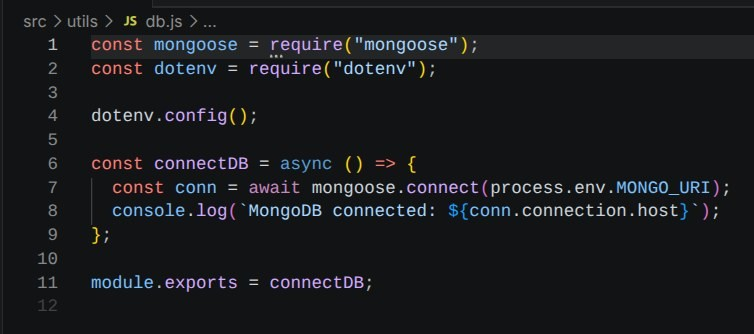 src > utils > JS db.js > ...
1 const mongoose = require("mongoose");
2 const dotenv = require("dotenv");
3
4 dotenv.config();
5
6 const connectDB = async () => {
7   const conn = await mongoose.connect(process.env.MONGO_URI);
8   console.log(`MongoDB connected: ${conn.connection.host}`);
9 };
10
11 module.exports = connectDB;
12